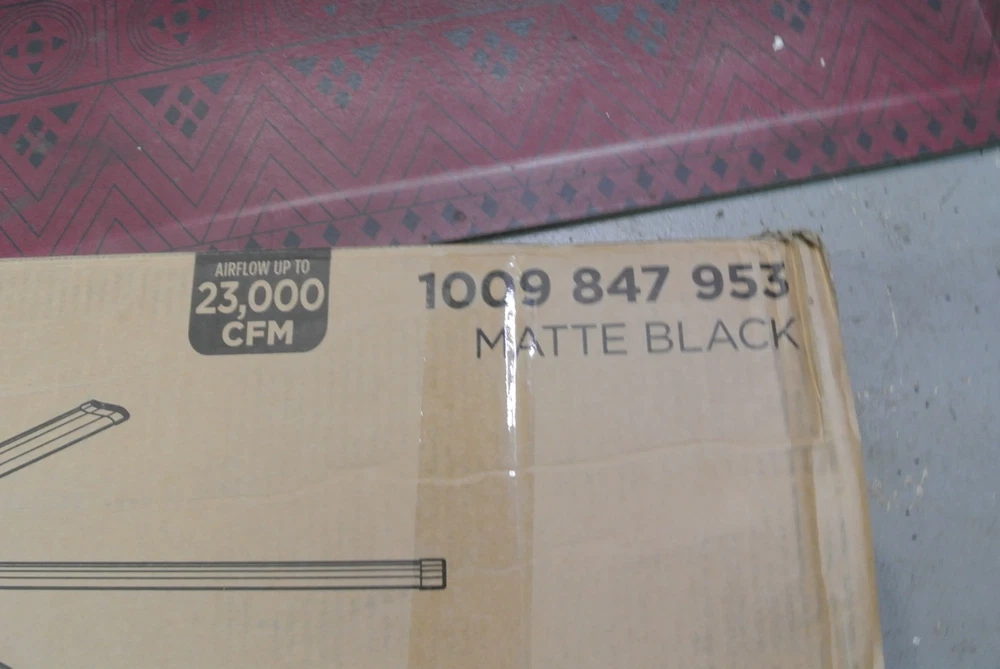 AIRFLOW UP TO
23,000
CFM
1009 847 953
MATTE BLACK